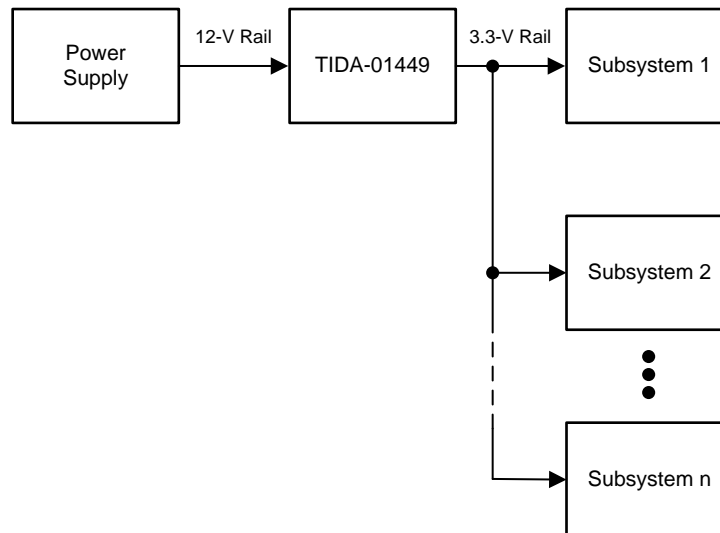 12-V Rail
3.3-V Rail
Power
Supply
TIDA-01449
Subsystem 1
Subsystem 2
Subsystem n